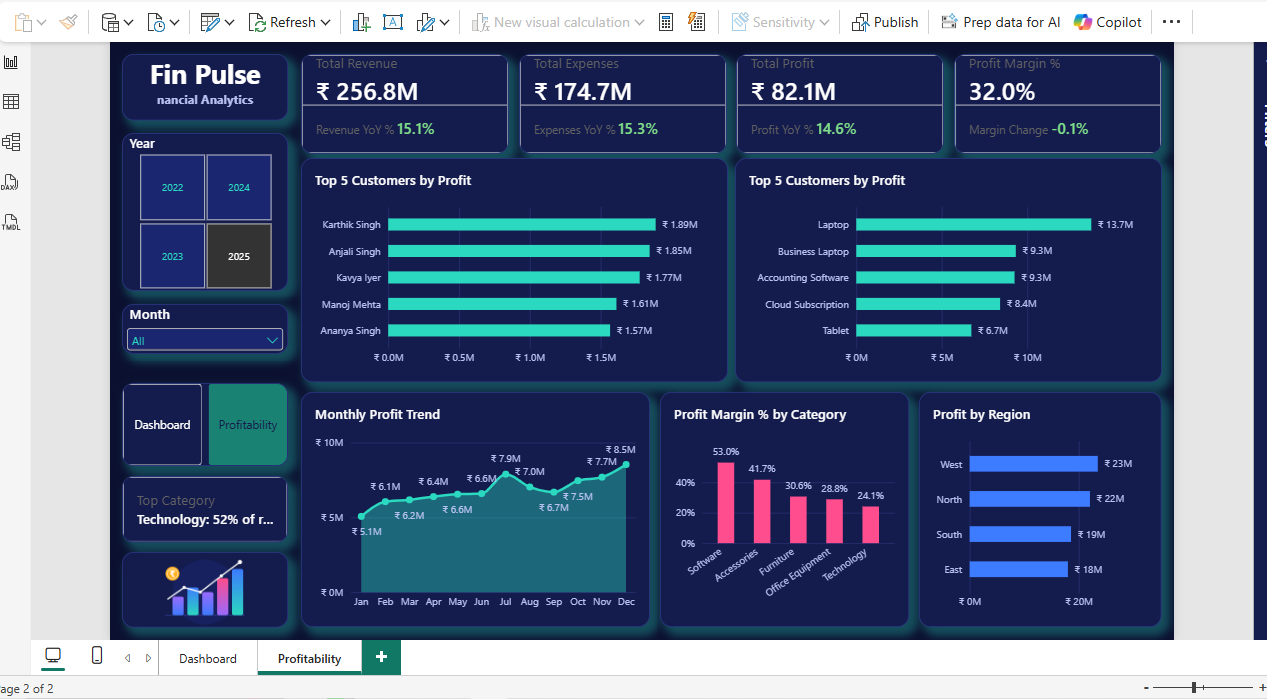 Refresh
New visual calculation
Sensitivity
Publish
Prep data for AI
Copilot
Fin Pulse
nancial Analytics
Total Revenue
₹ 256.8M
Revenue YoY % 15.1%
Total Expenses
₹ 174.7M
Expenses YoY % 15.3%
Total Profit
₹ 82.1M
Profit YoY % 14.6%
Profit Margin %
32.0%
Margin Change -0.1%
Year
2022
2024
2023
2025
Month
All
Dashboard
Profitability
Top Category
Technology: 52% of r...
Top 5 Customers by Profit
Karthik Singh ₹ 1.89M
Anjali Singh ₹ 1.85M
Kavya Iyer ₹ 1.77M
Manoj Mehta ₹ 1.61M
Ananya Singh ₹ 1.57M
₹ 0.0M ₹ 0.5M ₹ 1.0M ₹ 1.5M
Top 5 Customers by Profit
Laptop ₹ 13.7M
Business Laptop ₹ 9.3M
Accounting Software ₹ 9.3M
Cloud Subscription ₹ 8.4M
Tablet ₹ 6.7M
₹ 0M ₹ 5M ₹ 10M
Monthly Profit Trend
₹ 10M
₹ 5M
₹ 0M
₹ 5.1M
₹ 6.1M
₹ 6.2M
₹ 6.4M
₹ 6.6M
₹ 6.6M
₹ 7.9M
₹ 7.0M
₹ 6.7M
₹ 7.5M
₹ 7.7M
₹ 8.5M
Jan Feb Mar Apr May Jun Jul Aug Sep Oct Nov Dec
Profit Margin % by Category
40%
20%
0%
53.0%
41.7%
30.6%
28.8%
24.1%
Software
Accessories
Furniture
Office Equipment
Technology
Profit by Region
West ₹ 23M
North ₹ 22M
South ₹ 19M
East ₹ 18M
₹ 0M ₹ 20M
DAX
TMDL
Dashboard
Profitability
+
age 2 of 2
- +